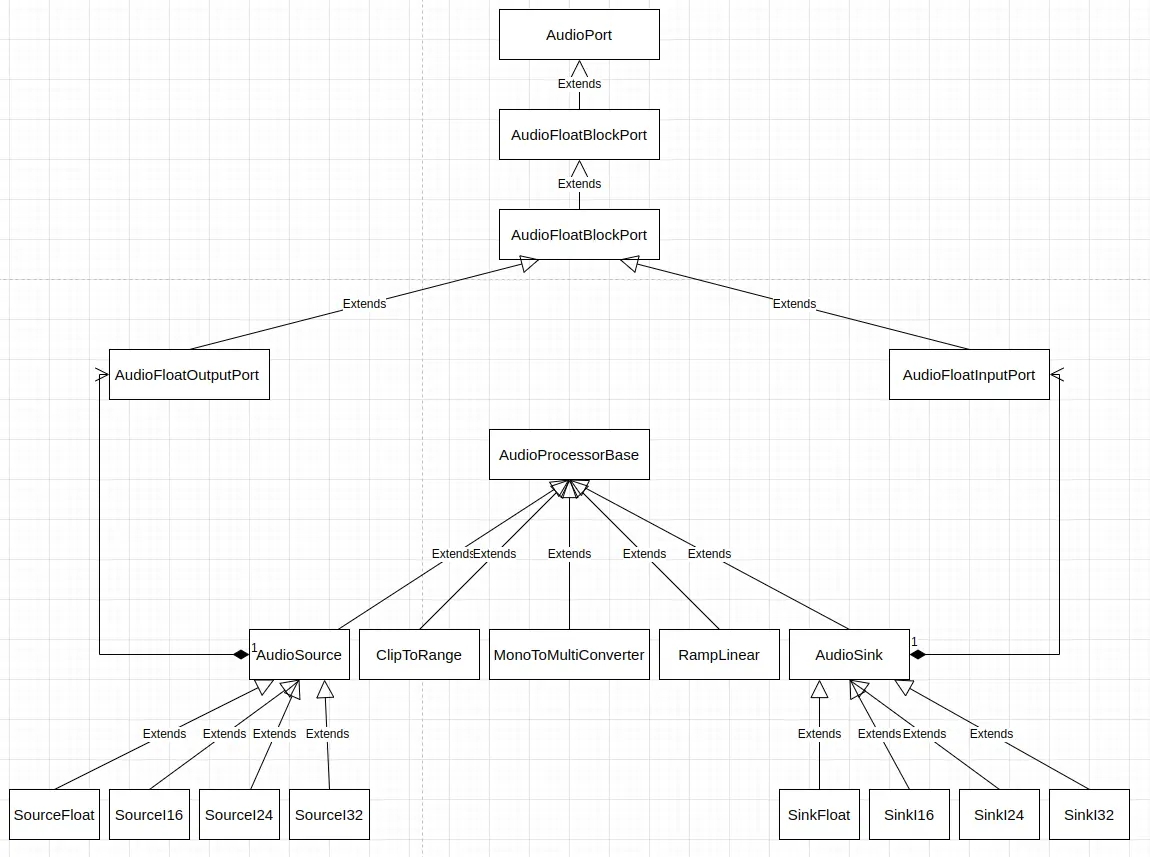 AudioPort
Extends
AudioFloatBlockPort
Extends
AudioFloatBlockPort
Extends
Extends
AudioFloatOutputPort
AudioFloatInputPort
AudioProcessorBase
Extends
Extends
Extends
Extends
Extends
1
1
AudioSource
ClipToRange
MonoToMultiConverter
RampLinear
AudioSink
Extends
Extends
Extends
Extends
Extends
Extends
Extends
Extends
SourceFloat
SourceI16
SourceI24
SourceI32
SinkFloat
SinkI16
SinkI24
SinkI32